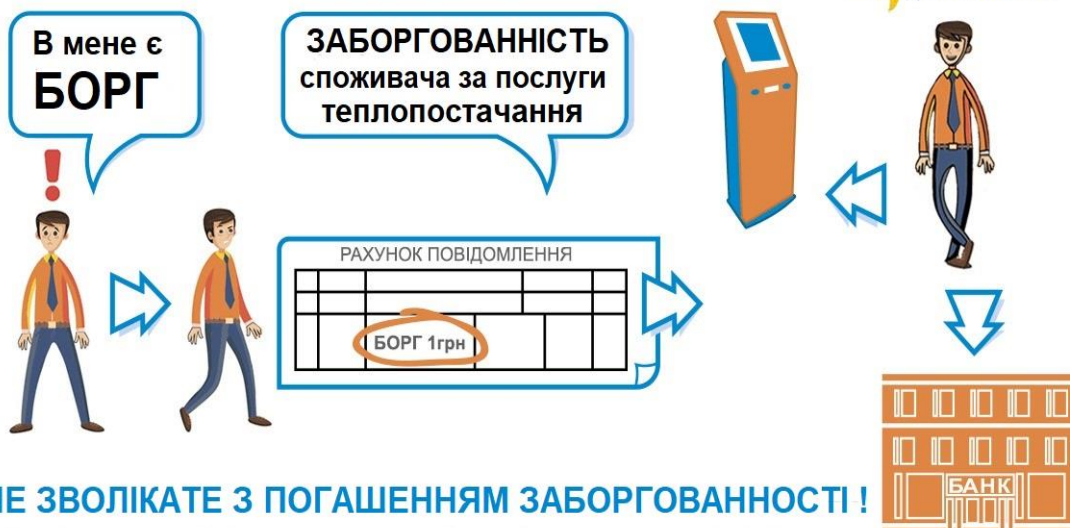 В мене є
БОРГ
ЗАБОРГОВАННІСТЬ
споживача за послуги
теплопостачання
РАХУНОК ПОВІДОМЛЕННЯ
БОРГ 1грн
БАНК
НЕ ЗВОЛІКАТЕ З ПОГАШЕННЯМ ЗАБОРГОВАННОСТІ !